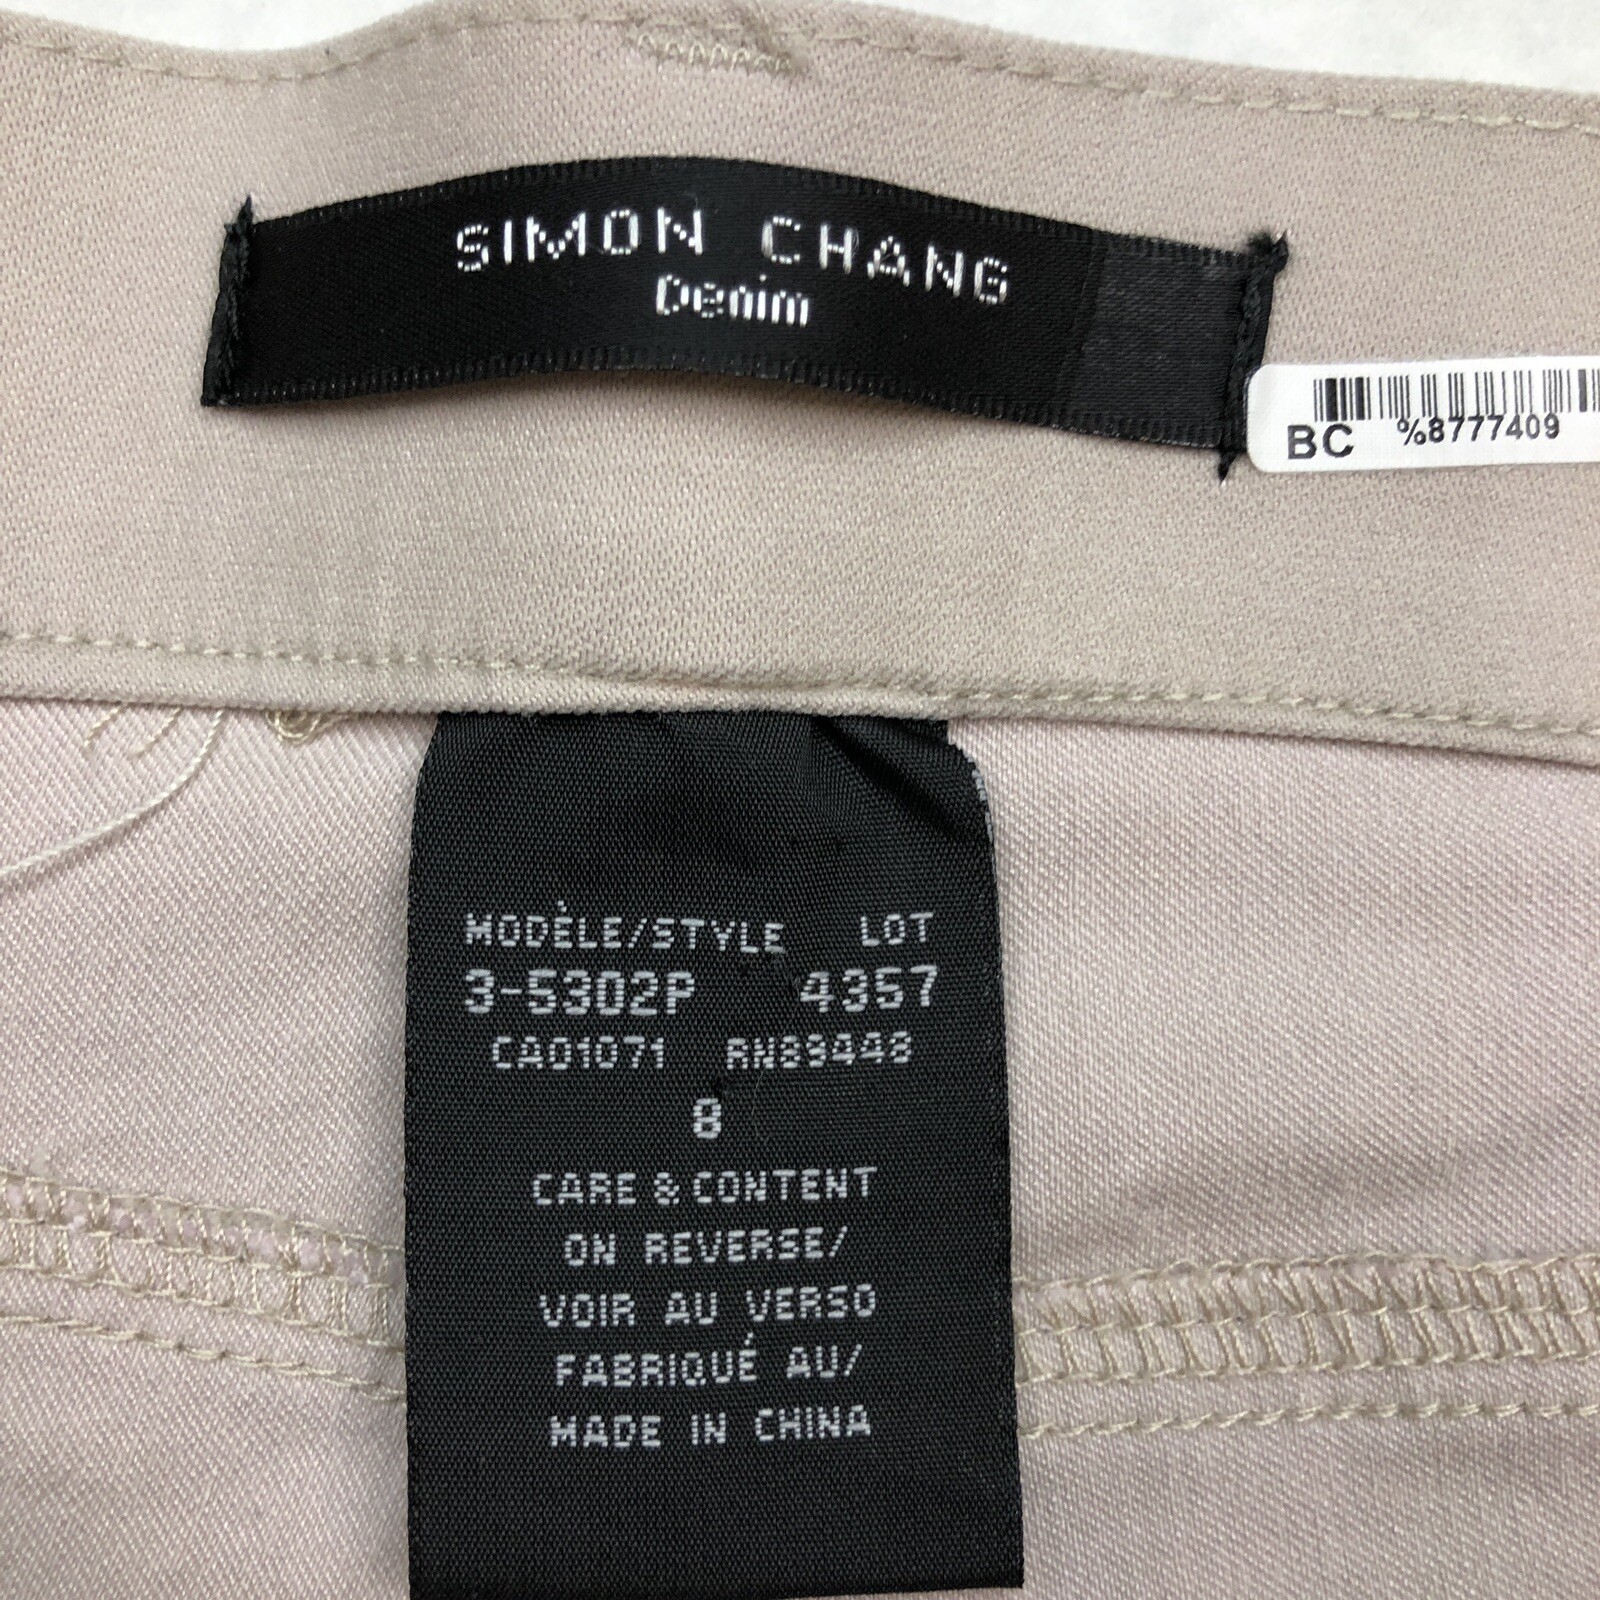 SIMON CHANG
Denim
BC %8777409
MODÈLE/STYLE LOT
3-5302P 4357
CA01071 RN89448
8
CARE & CONTENT
ON REVERSE/
VOIR AU VERSO
FABRIQUÉ AU/
MADE IN CHINA